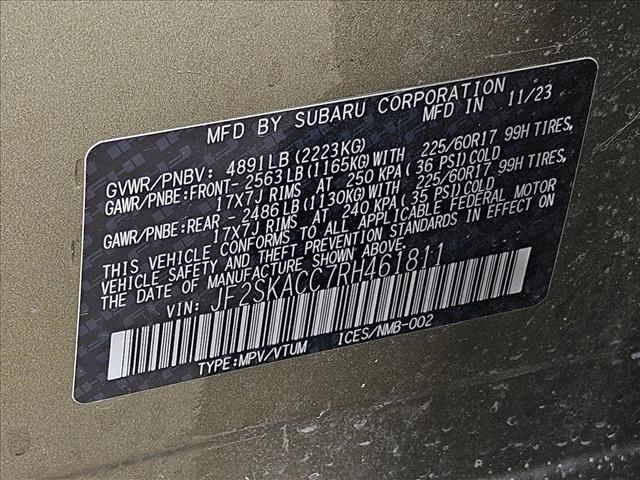 MFD BY SUBARU CORPORATION
MFD IN 11/23
GVWR/PNBV: 4891LB(2223KG)
GAWR/PNBE:FRONT-2563LB(1165KG)WITH 225/60R17 99H TIRES,
17X7J RIMS AT 250 KPA(36 PSI)COLD
GAWR/PNBE:REAR -2486LB(1130KG)WITH 225/60R17 99H TIRES,
17X7J RIMS AT 240 KPA(35 PSI)COLD
THIS VEHICLE CONFORMS TO ALL APPLICABLE FEDERAL MOTOR
VEHICLE SAFETY AND THEFT PREVENTION STANDARDS IN EFFECT ON
THE DATE OF MANUFACTURE SHOWN ABOVE.
VIN: JF2SKACC7RH461811
TYPE:MPV/VTUM ICES/NMB-002